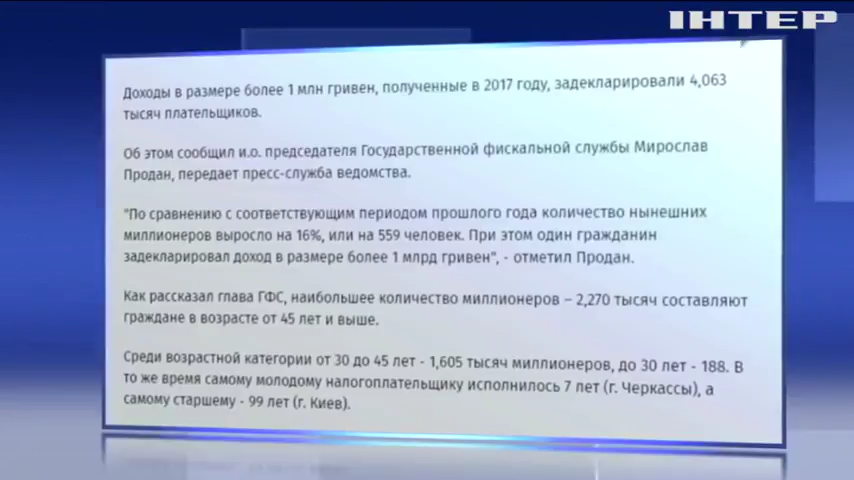 ІНТЕР
Доходы в размере более 1 млн гривен, полученные в 2017 году, задекларировали 4,063
тысяч плательщиков.
Об этом сообщил и.о. председателя Государственной фискальной службы Мирослав
Продан, передает пресс-служба ведомства.
"По сравнению с соответствующим периодом прошлого года количество нынешних
миллионеров выросло на 16%, или на 559 человек. При этом один гражданин
задекларировал доход в размере более 1 млрд гривен", - отметил Продан.
Как рассказал глава ГФС, наибольшее количество миллионеров – 2,270 тысяч составляют
граждане в возрасте от 45 лет и выше.
Среди возрастной категории от 30 до 45 лет - 1,605 тысяч миллионеров, до 30 лет - 188. В
то же время самому молодому налогоплательщику исполнилось 7 лет (г. Черкассы), а
самому старшему - 99 лет (г. Киев).